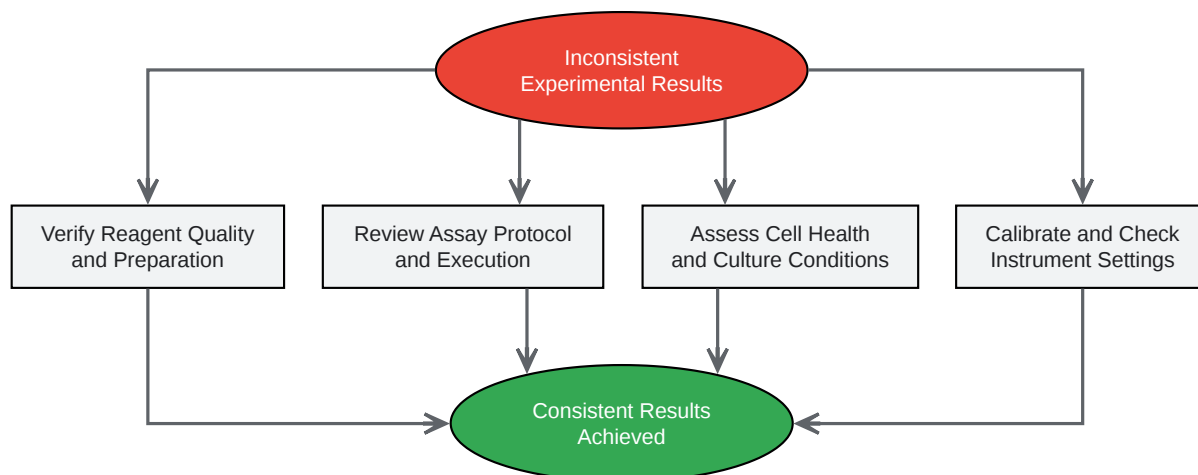 Inconsistent
Experimental Results
Verify Reagent Quality
and Preparation
Review Assay Protocol
and Execution
Assess Cell Health
and Culture Conditions
Calibrate and Check
Instrument Settings
Consistent Results
Achieved